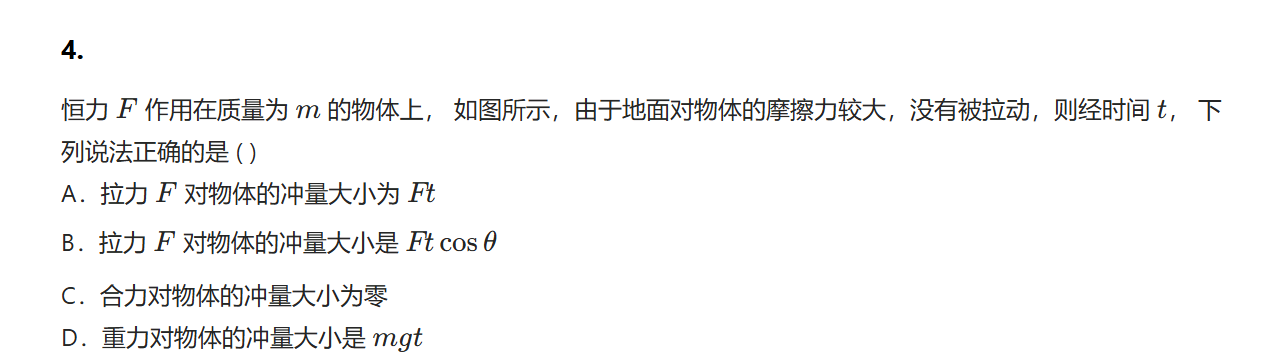 4.
恒力 F 作用在质量为 m 的物体上， 如图所示，由于地面对物体的摩擦力较大，没有被拉动，则经时间 t， 下
列说法正确的是 ( )
A．拉力 F 对物体的冲量大小为 Ft
B．拉力 F 对物体的冲量大小是 Ft cos θ
C．合力对物体的冲量大小为零
D．重力对物体的冲量大小是 mgt